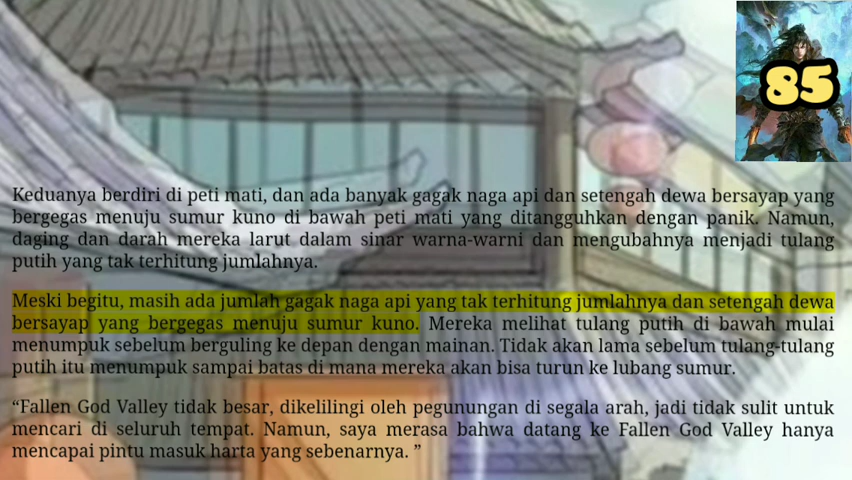 85
Keduanya berdiri di peti mati, dan ada banyak gagak naga api dan setengah dewa bersayap yang
bergegas menuju sumur kuno di bawah peti mati yang ditangguhkan dengan panik. Namun,
daging dan darah mereka larut dalam sinar warna-warni dan mengubahnya menjadi tulang
putih yang tak terhitung jumlahnya.
Meski begitu, masih ada jumlah gagak naga api yang tak terhitung jumlahnya dan setengah dewa
bersayap yang bergegas menuju sumur kuno. Mereka melihat tulang putih di bawah mulai
menumpuk sebelum berguling ke depan dengan mainan. Tidak akan lama sebelum tulang-tulang
putih itu menumpuk sampai batas di mana mereka akan bisa turun ke lubang sumur.
“Fallen God Valley tidak besar, dikelilingi oleh pegunungan di segala arah, jadi tidak sulit untuk
mencari di seluruh tempat. Namun, saya merasa bahwa datang ke Fallen God Valley hanya
mencapai pintu masuk harta yang sebenarnya. ”